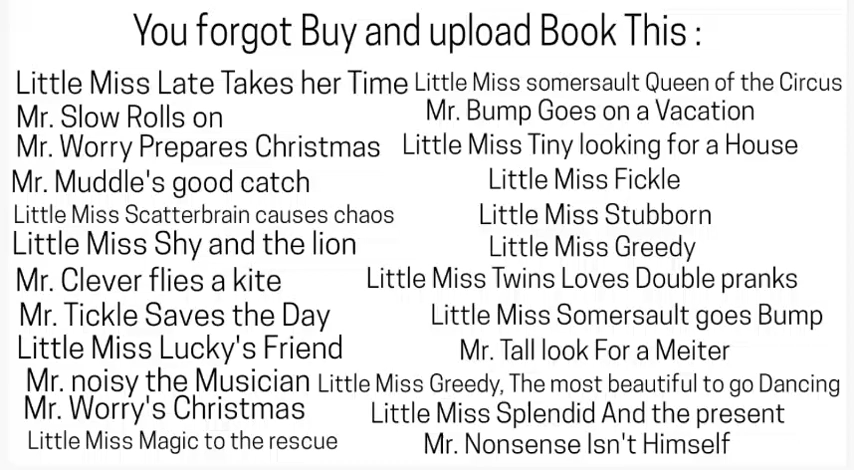 You forgot Buy and upload Book This :
Little Miss Late Takes her Time
Mr. Slow Rolls on
Mr. Worry Prepares Christmas
Mr. Muddle's good catch
Little Miss Scatterbrain causes chaos
Little Miss Shy and the lion
Mr. Clever flies a kite
Mr. Tickle Saves the Day
Little Miss Lucky's Friend
Mr. noisy the Musician
Mr. Worry's Christmas
Little Miss Magic to the rescue
Little Miss somersault Queen of the Circus
Mr. Bump Goes on a Vacation
Little Miss Tiny looking for a House
Little Miss Fickle
Little Miss Stubborn
Little Miss Greedy
Little Miss Twins Loves Double pranks
Little Miss Somersault goes Bump
Mr. Tall look For a Meiter
Little Miss Greedy, The most beautiful to go Dancing
Little Miss Splendid And the present
Mr. Nonsense Isn't Himself